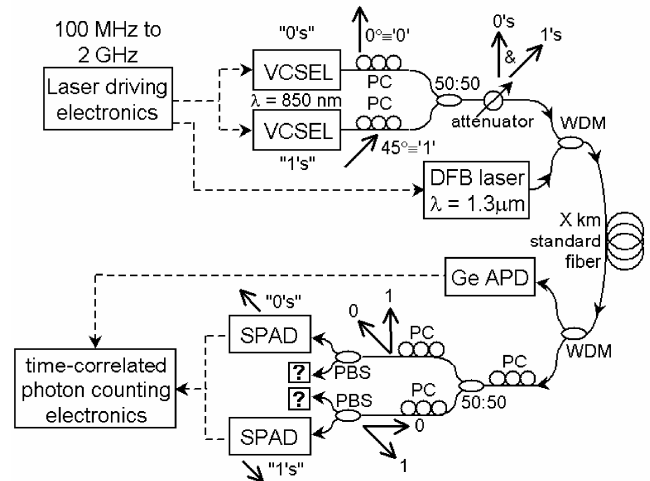 100 MHz to
2 GHz
Laser driving
electronics
"0's"
VCSEL
λ = 850 nm
VCSEL
"1's"
0°≡'0'
PC
PC
45°≡'1'
50:50
0's
&
1's
attenuator
WDM
DFB laser
λ = 1.3μm
X km
standard
fiber
Ge APD
WDM
"0's"
SPAD
0
1
PC
PC
?
PBS
time-correlated
photon counting
electronics
?
PBS
PC
50:50
SPAD
0
1
"1's"